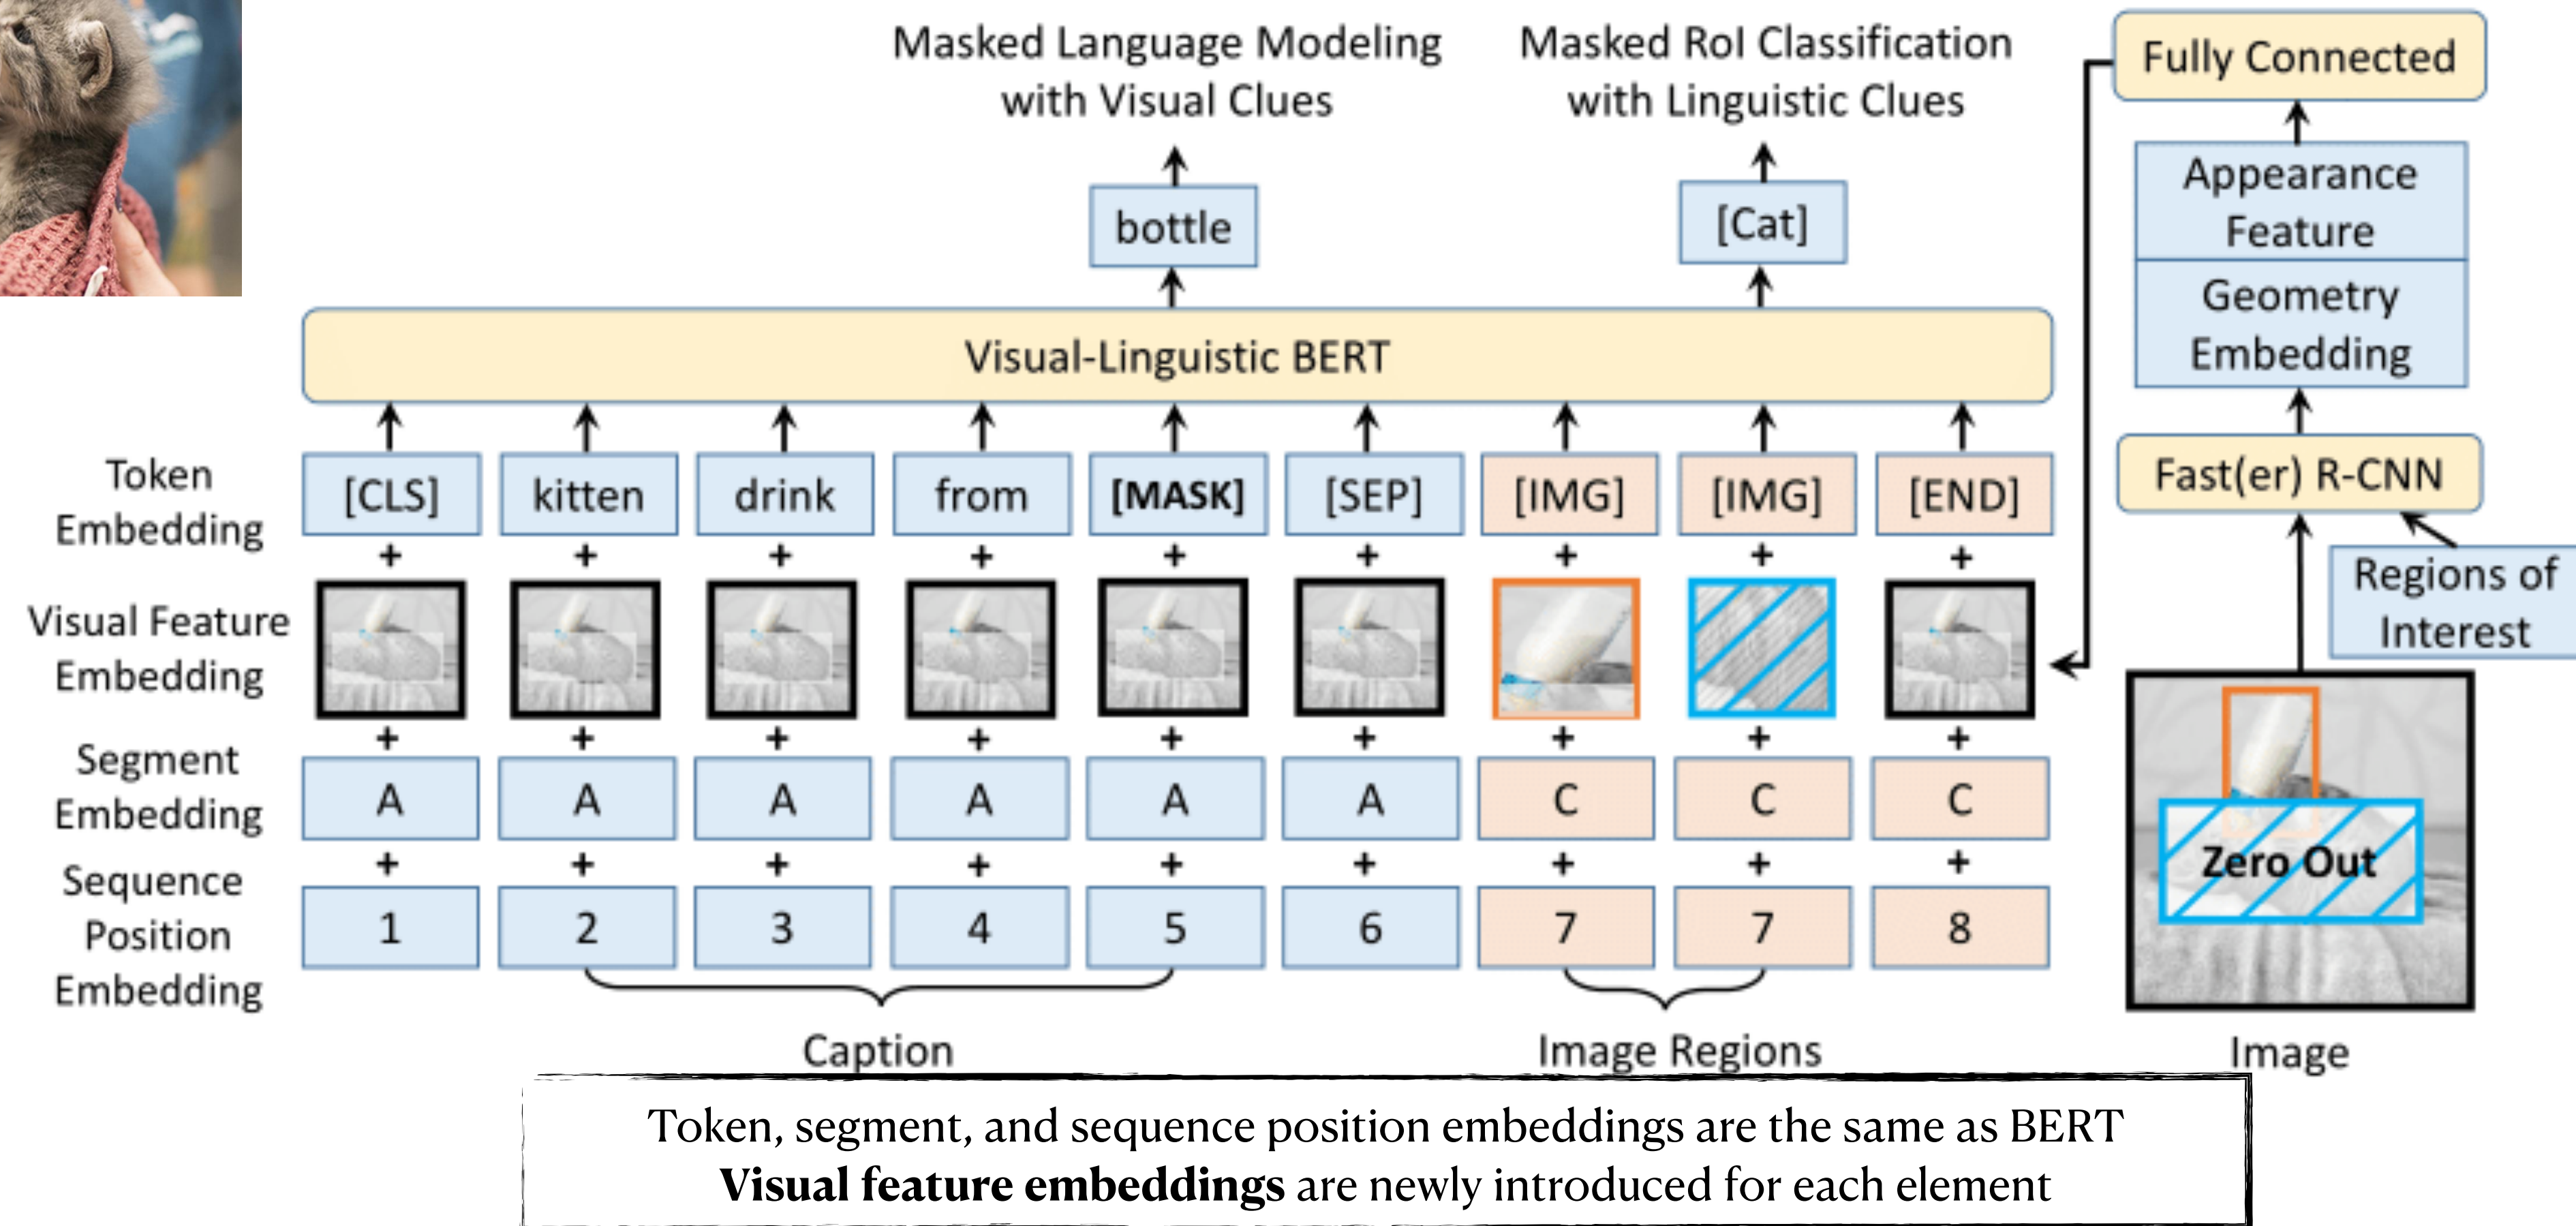 Masked Language Modeling
with Visual Clues
Masked RoI Classification
with Linguistic Clues
Fully Connected
Appearance
Feature
Geometry
Embedding
bottle
[Cat]
Visual-Linguistic BERT
Fast(er) R-CNN
Regions of
Interest
Token
Embedding
[CLS] kitten drink from [MASK] [SEP] [IMG] [IMG] [END]
+ + + + + + + + +
Visual Feature
Embedding
+ + + + + + + + +
Segment
Embedding
A A A A A A C C C
+ + + + + + + + +
Sequence
Position
Embedding
1 2 3 4 5 6 7 7 8
Zero Out
Caption
Image Regions
Image
Token, segment, and sequence position embeddings are the same as BERT
Visual feature embeddings are newly introduced for each element